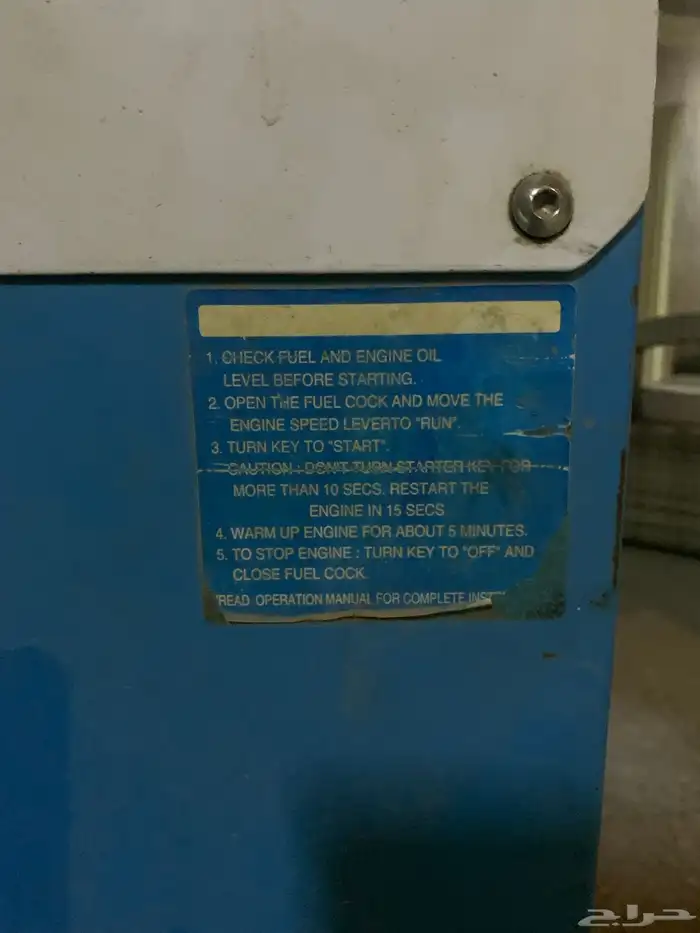 1. CHECK FUEL AND ENGINE OIL
LEVEL BEFORE STARTING.
2. OPEN THE FUEL COCK AND MOVE THE
ENGINE SPEED LEVERTO "RUN".
3. TURN KEY TO "START".
CAUTION : DON'T TURN STARTER KEY FOR
MORE THAN 10 SECS. RESTART THE
ENGINE IN 15 SECS
4. WARM UP ENGINE FOR ABOUT 5 MINUTES.
5. TO STOP ENGINE : TURN KEY TO "OFF" AND
CLOSE FUEL COCK.
*READ OPERATION MANUAL FOR COMPLETE
حراج